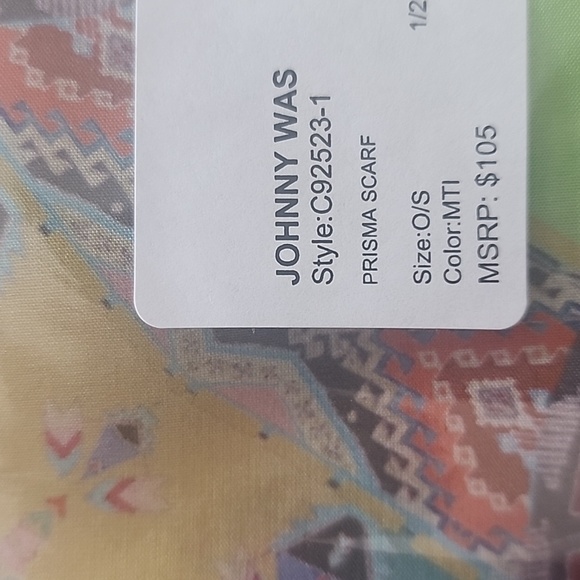 JOHNNY WAS
Style:C92523-1
PRISMA SCARF
Size:O/S 1/2
Color:MTI
MSRP: $105